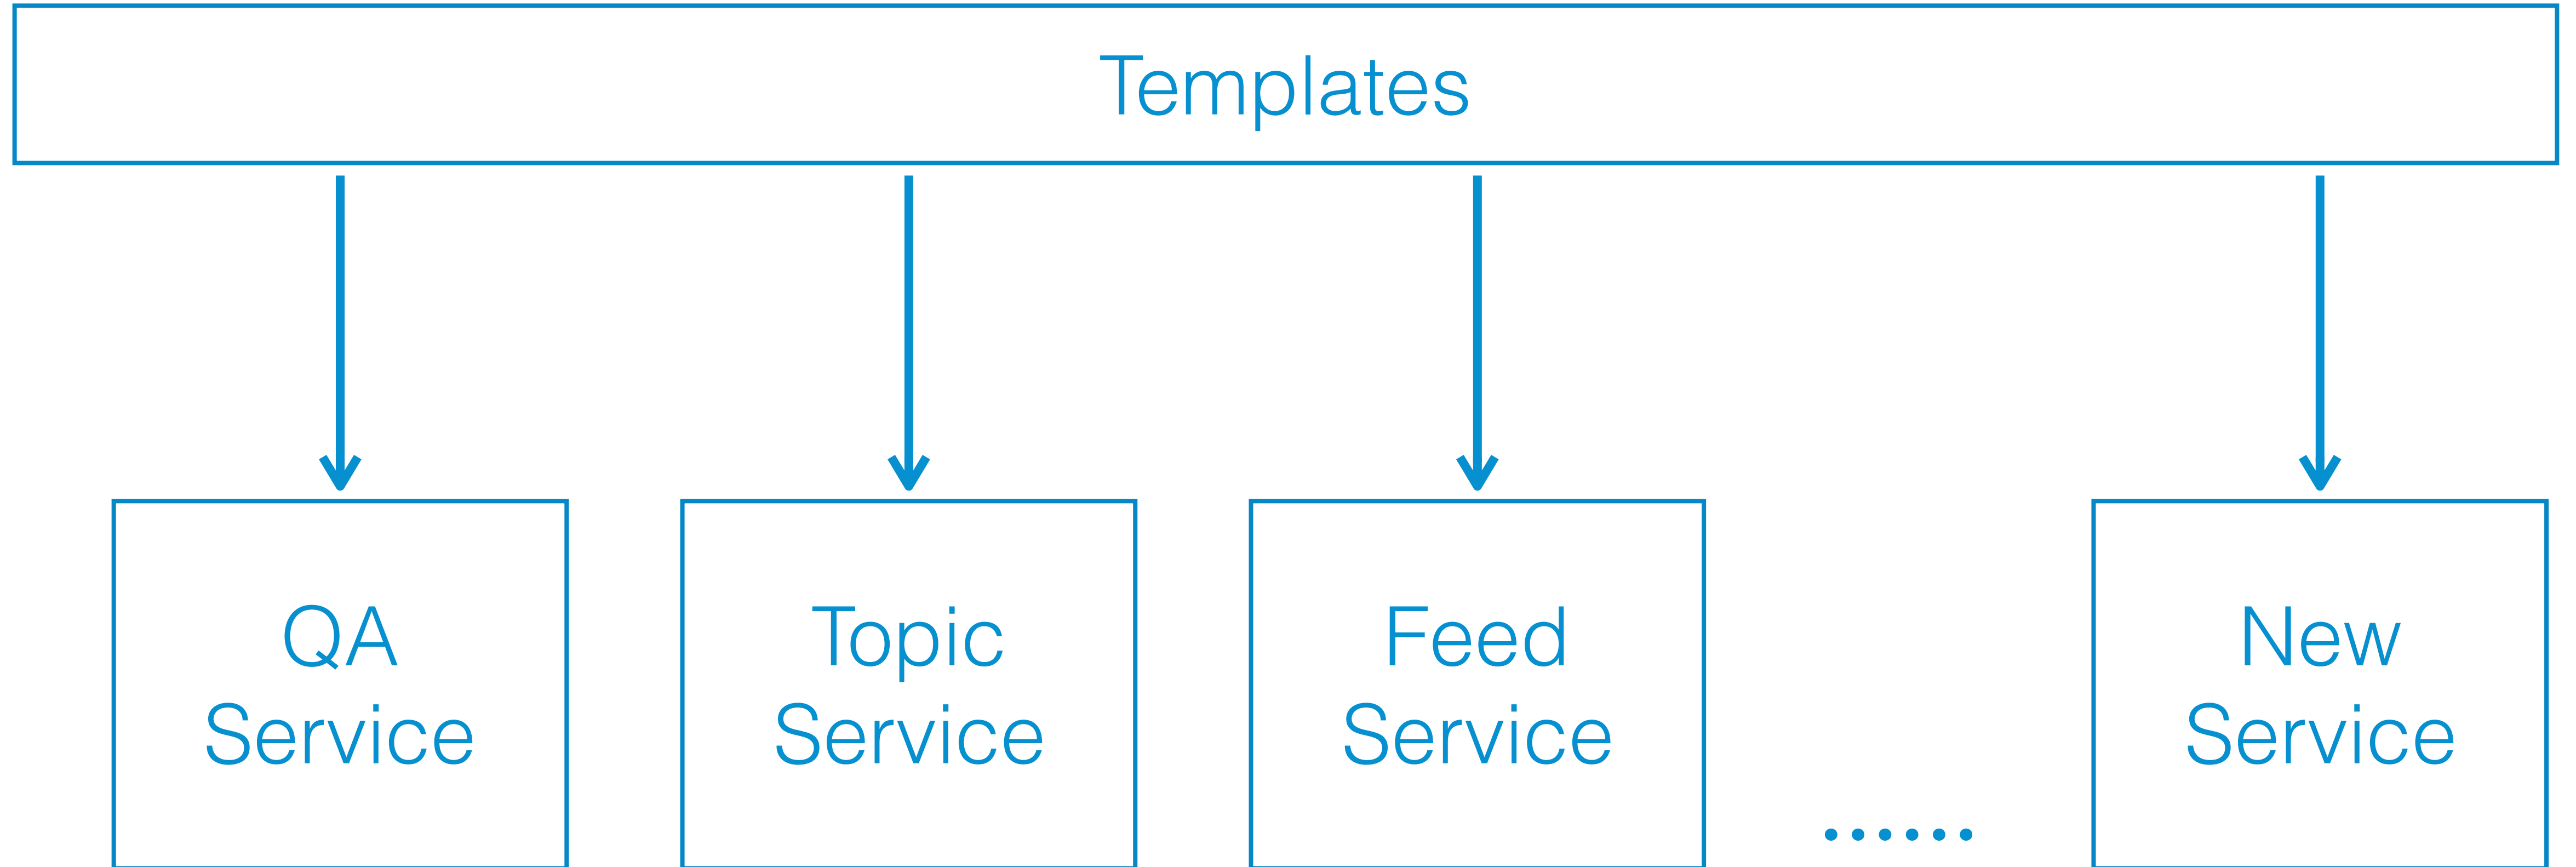 Templates
QA
Service
Topic
Service
Feed
Service
......
New
Service